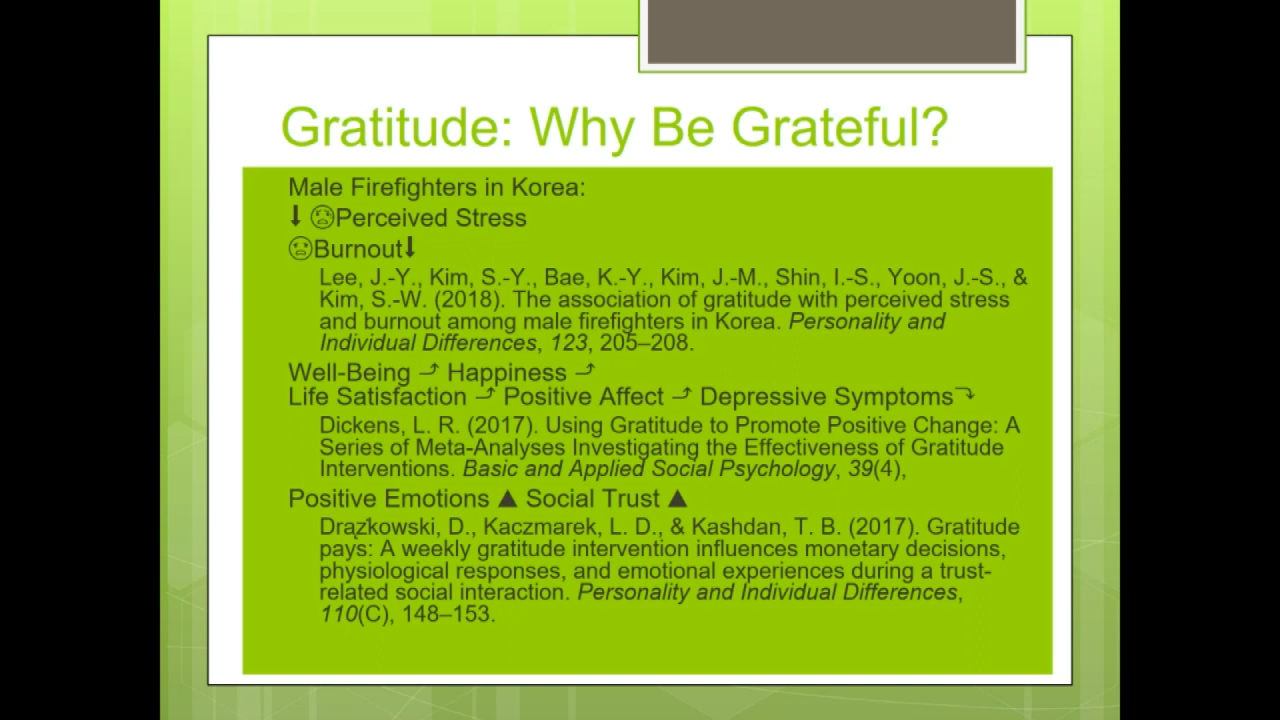 Gratitude: Why Be Grateful?
Male Firefighters in Korea:
⬇ ☹Perceived Stress
☹Burnout⬇
Lee, J.-Y., Kim, S.-Y., Bae, K.-Y., Kim, J.-M., Shin, I.-S., Yoon, J.-S., &
Kim, S.-W. (2018). The association of gratitude with perceived stress
and burnout among male firefighters in Korea. Personality and
Individual Differences, 123, 205–208.
Well-Being ⤴ Happiness ⤴
Life Satisfaction ⤴ Positive Affect ⤴ Depressive Symptoms⤵
Dickens, L. R. (2017). Using Gratitude to Promote Positive Change: A
Series of Meta-Analyses Investigating the Effectiveness of Gratitude
Interventions. Basic and Applied Social Psychology, 39(4),
Positive Emotions ▲ Social Trust ▲
Drążkowski, D., Kaczmarek, L. D., & Kashdan, T. B. (2017). Gratitude
pays: A weekly gratitude intervention influences monetary decisions,
physiological responses, and emotional experiences during a trust-
related social interaction. Personality and Individual Differences,
110(C), 148–153.